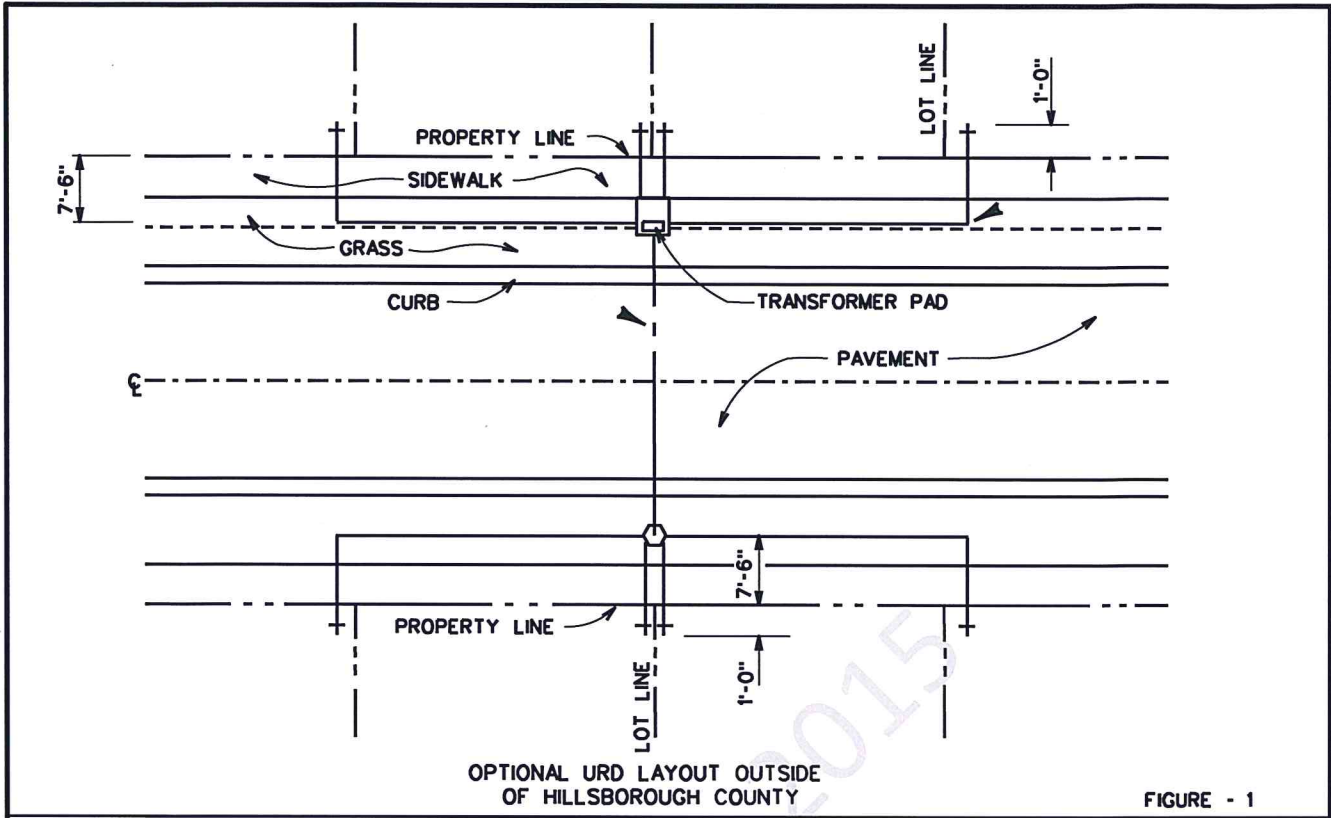 LOT LINE
1'-0"
PROPERTY LINE
SIDEWALK
7'-6"
GRASS
CURB
TRANSFORMER PAD
PAVEMENT
℄
7'-6"
PROPERTY LINE
LOT LINE
1'-0"
2015
OPTIONAL URD LAYOUT OUTSIDE
OF HILLSBOROUGH COUNTY
FIGURE - 1